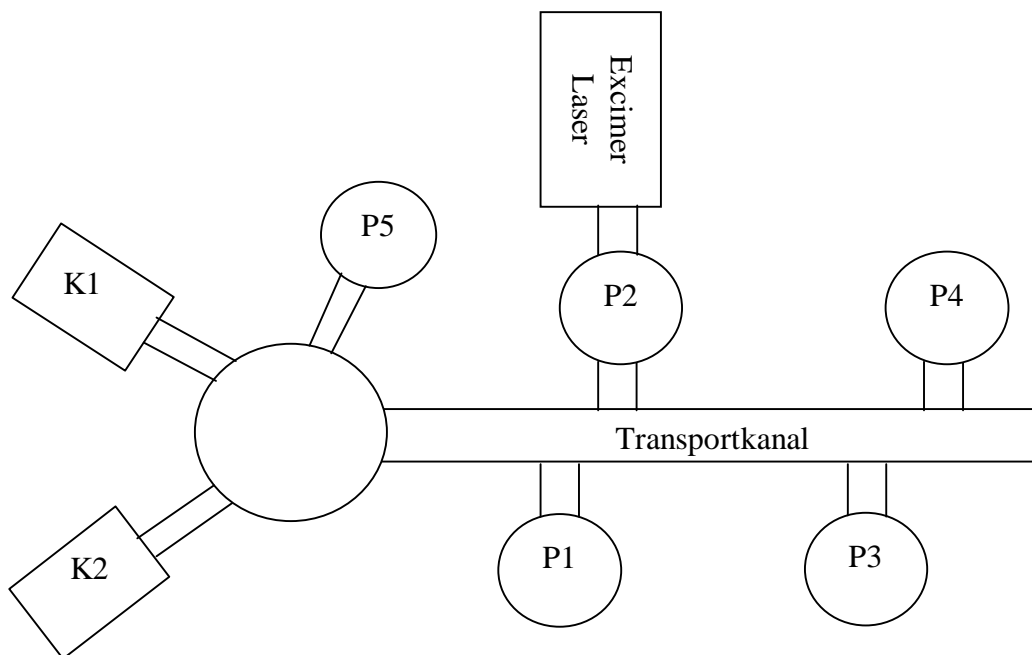 Excimer
Laser
P5
K1
P2
P4
Transportkanal
K2
P1
P3